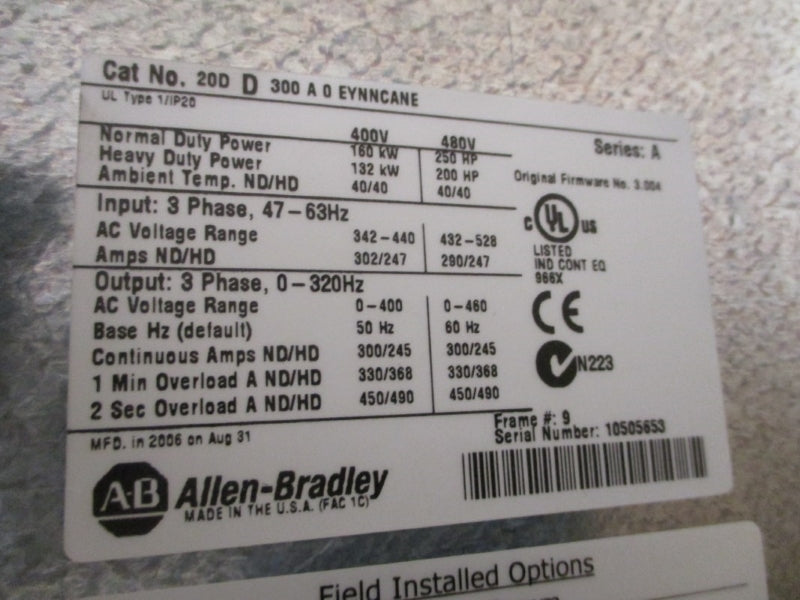 Cat No. 20D D 300 A 0 EYNNCANE
UL Type 1/IP20
Series: A
400V 480V
Normal Duty Power 160 kW 250 HP
Heavy Duty Power 132 kW 200 HP
Ambient Temp. ND/HD 40/40 40/40
Original Firmware No. 3.004
Input: 3 Phase, 47-63Hz
AC Voltage Range 342-440 432-528
Amps ND/HD 302/247 290/247
C UL US
LISTED
IND CONT EQ
966X
Output: 3 Phase, 0-320Hz
AC Voltage Range 0-400 0-460
Base Hz (default) 50 Hz 60 Hz
Continuous Amps ND/HD 300/245 300/245
1 Min Overload A ND/HD 330/368 330/368
2 Sec Overload A ND/HD 450/490 450/490
CE
N223
MFD. in 2006 on Aug 31
Frame #: 9
Serial Number: 10505653
A-B Allen-Bradley
MADE IN THE U.S.A. (FAC 1C)
Field Installed Options